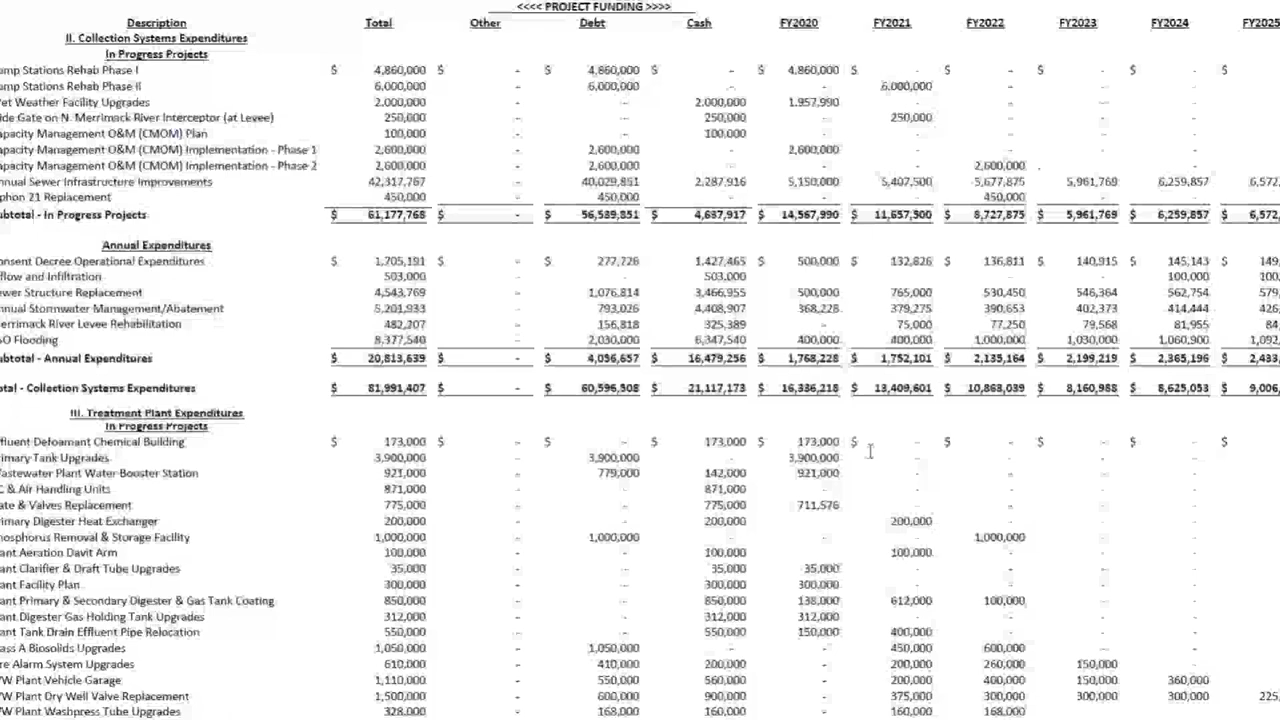 <<<< PROJECT FUNDING >>>>
Description Total Other Debt Cash FY2020 FY2021 FY2022 FY2023 FY2024 FY2025
II. Collection Systems Expenditures
In Progress Projects
ump Stations Rehab Phase I $ 4,860,000 $ - $ 4,860,000 $ - $ 4,860,000 $ - $ - $ - $ - $
ump Stations Rehab Phase II 6,000,000 - 6,000,000 - - 6,000,000 - - -
et Weather Facility Upgrades 2,000,000 - - 2,000,000 1,957,990 - - - -
ide Gate on N. Merrimack River Interceptor (at Levee) 250,000 - - 250,000 - 250,000 - - -
apacity Management O&M (CMOM) Plan 100,000 - - 100,000 - - - - -
apacity Management O&M (CMOM) Implementation - Phase 1 2,600,000 - 2,600,000 - 2,600,000 - - - -
apacity Management O&M (CMOM) Implementation - Phase 2 2,600,000 - 2,600,000 - - - 2,600,000 - -
nnual Sewer Infrastructure Improvements 42,317,767 - 40,029,851 2,287,916 5,150,000 5,407,500 5,677,875 5,961,769 6,259,857 6,572,
phon 21 Replacement 450,000 - 450,000 - - - 450,000 - -
ubtotal - In Progress Projects $ 61,177,768 $ - $ 56,539,851 $ 4,637,917 $ 14,567,990 $ 11,657,500 $ 8,727,875 $ 5,961,769 $ 6,259,857 $ 6,572,
Annual Expenditures
onsent Decree Operational Expenditures $ 1,705,191 $ - $ 277,726 $ 1,427,465 $ 500,000 $ 132,826 $ 136,811 $ 140,915 $ 145,143 $ 149,
flow and Infiltration 503,000 - - 503,000 - - - - 100,000 100,
ewer Structure Replacement 4,543,769 - 1,076,814 3,466,955 500,000 765,000 530,450 546,364 562,754 579,
nnual Stormwater Management/Abatement 5,201,933 - 793,026 4,408,907 368,228 379,275 390,653 402,373 414,444 426,
errimack River Levee Rehabilitation 482,207 - 156,818 325,389 - 75,000 77,250 79,568 81,955 84,
O Flooding 8,377,540 - 2,030,000 6,347,540 400,000 400,000 1,000,000 1,030,000 1,060,900 1,092,
ubtotal - Annual Expenditures $ 20,813,639 $ - $ 4,056,657 $ 16,479,256 $ 1,768,228 $ 1,752,101 $ 2,135,164 $ 2,199,219 $ 2,365,196 $ 2,433,
otal - Collection Systems Expenditures $ 81,991,407 $ - $ 60,596,508 $ 21,117,173 $ 16,336,218 $ 13,409,601 $ 10,863,039 $ 8,160,988 $ 8,625,053 $ 9,006,
III. Treatment Plant Expenditures
In Progress Projects
ffluent Defoamant Chemical Building $ 173,000 $ - $ - $ 173,000 $ 173,000 $ - $ - $ - $ - $
rimary Tank Upgrades 3,900,000 - 3,900,000 - 3,900,000 - - -
astewater Plant Water Booster Station 921,000 - 779,000 142,000 921,000 - - -
C & Air Handling Units 871,000 - - 871,000 - - - -
ate & Valves Replacement 775,000 - - 775,000 711,576 - - -
rimary Digester Heat Exchanger 200,000 - - 200,000 - 200,000 - - -
hosphorus Removal & Storage Facility 1,000,000 - 1,000,000 - - - 1,000,000 - -
ant Aeration Davit Arm 100,000 - - 100,000 - 100,000 - - -
ant Clarifier & Draft Tube Upgrades 35,000 - - 35,000 35,000 - - - -
ant Facility Plan 300,000 - - 300,000 300,000 - - - -
ant Primary & Secondary Digester & Gas Tank Coating 850,000 - - 850,000 138,000 612,000 100,000 - -
ant Digester Gas Holding Tank Upgrades 312,000 - - 312,000 312,000 - - - -
ant Tank Drain Effluent Pipe Relocation 550,000 - - 550,000 150,000 400,000 - - -
ass A Biosolids Upgrades 1,050,000 - 1,050,000 - - 450,000 600,000 - -
re Alarm System Upgrades 610,000 - 410,000 200,000 - 200,000 260,000 150,000 -
W Plant Vehicle Garage 1,110,000 - 550,000 560,000 - 200,000 400,000 150,000 360,000
W Plant Dry Well Valve Replacement 1,500,000 - 600,000 900,000 - 375,000 300,000 300,000 300,000 225,
W Plant Washpress Tube Upgrades 328,000 - 168,000 160,000 - 160,000 168,000 - -